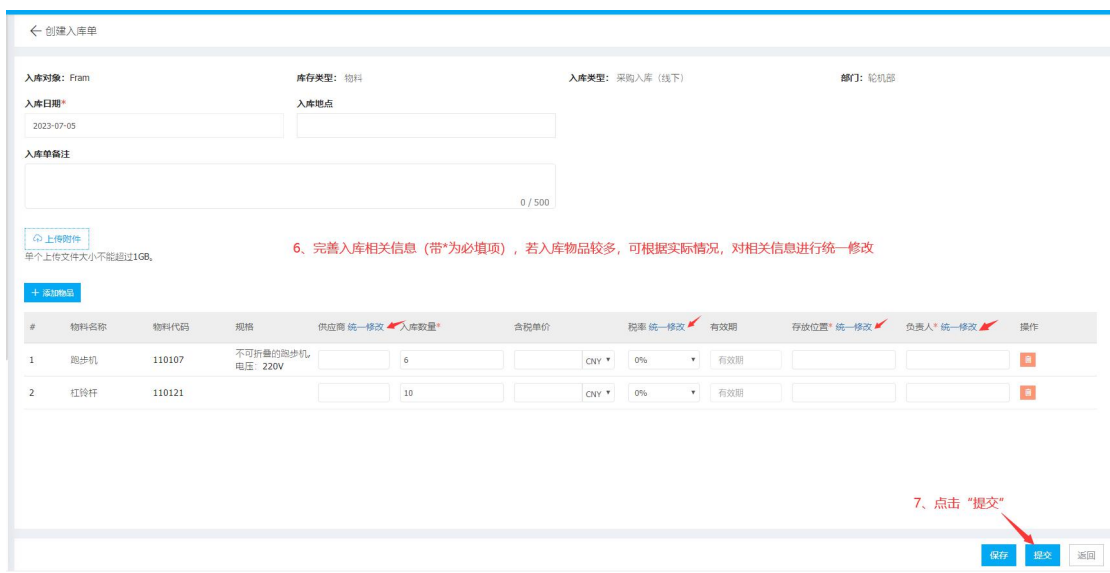 ← 创建入库单
入库对象: Fram 库存类型: 物料 入库类型: 采购入库（线下） 部门: 轮机部
入库日期* 入库地点
2023-07-05
入库单备注
0 / 500
上传附件
单个上传文件大小不能超过1GB。
6、完善入库相关信息（带*为必填项），若入库物品较多，可根据实际情况，对相关信息进行统一修改
+ 添加物品
# 物料名称 物料代码 规格 供应商 统一修改 入库数量* 含税单价 税率 统一修改 有效期 存放位置* 统一修改 负责人* 统一修改 操作
1 跑步机 110107 不可折叠的跑步机, 电压: 220V 6 CNY 0% 有效期
2 杠铃杆 110121 10 CNY 0% 有效期
7、点击“提交”
保存 提交 返回